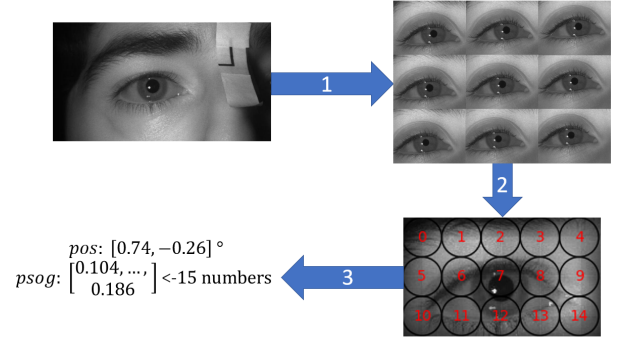 1
2
0 1 2 3 4
5 6 7 8 9
10 11 12 13 14
3
pos: [0.74, −0.26] °
psog: [0.104, … , 0.186] <-15 numbers